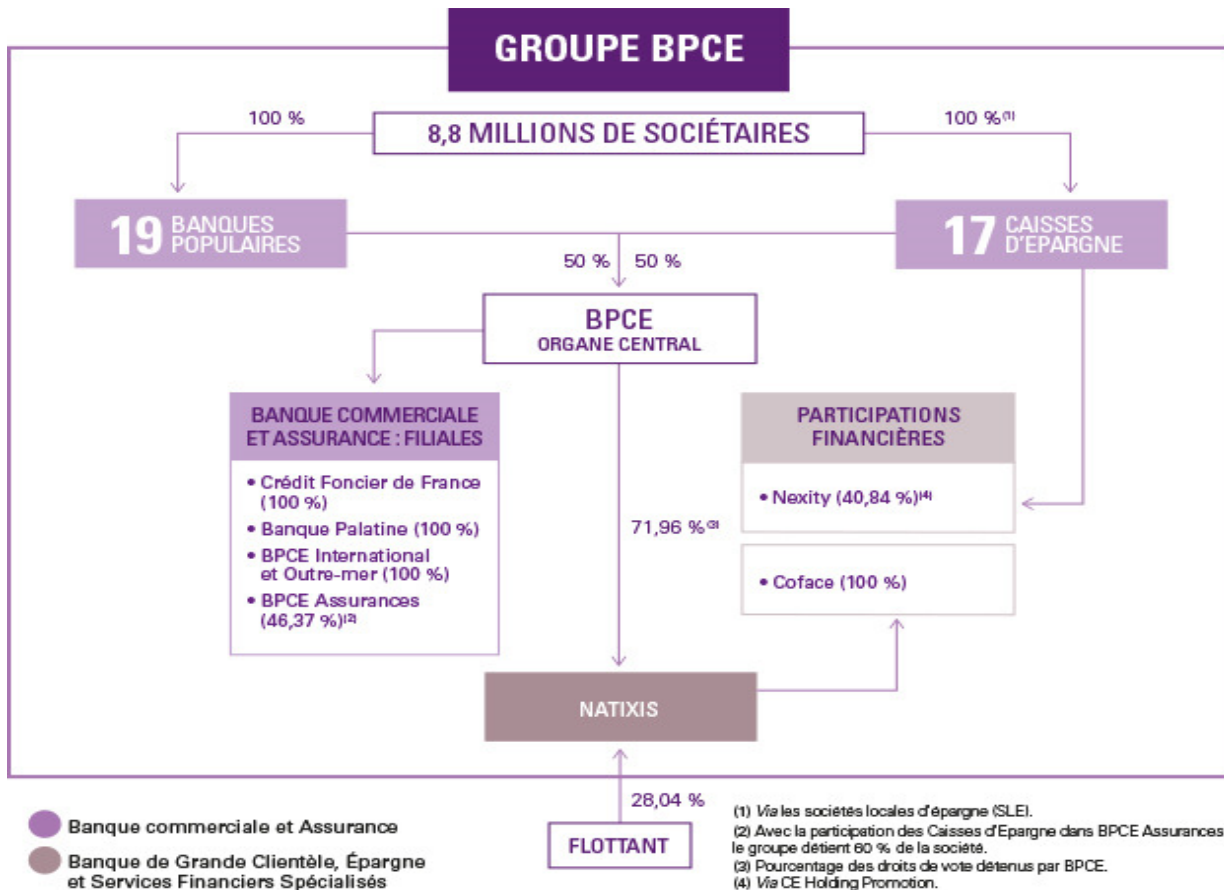 GROUPE BPCE
100 %
8,8 MILLIONS DE SOCIÉTAIRES
100 %(1)
19 BANQUES
POPULAIRES
17 CAISSES
D'EPARGNE
50 % 50 %
BPCE
ORGANE CENTRAL
BANQUE COMMERCIALE
ET ASSURANCE : FILIALES
• Crédit Foncier de France
(100 %)
• Banque Palatine (100 %)
• BPCE International
et Outre-mer (100 %)
• BPCE Assurances
(46,37 %)(2)
71,96 %(3)
PARTICIPATIONS
FINANCIÈRES
• Nexity (40,84 %)(4)
• Coface (100 %)
NATIXIS
28,04 %
FLOTTANT
Banque commerciale et Assurance
Banque de Grande Clientèle, Épargne
et Services Financiers Spécialisés
(1) Via les sociétés locales d'épargne (SLE).
(2) Avec la participation des Caisses d'Epargne dans BPCE Assurances
le groupe détient 60 % de la société.
(3) Pourcentage des droits de vote détenus par BPCE.
(4) Via CE Holding Promotion.